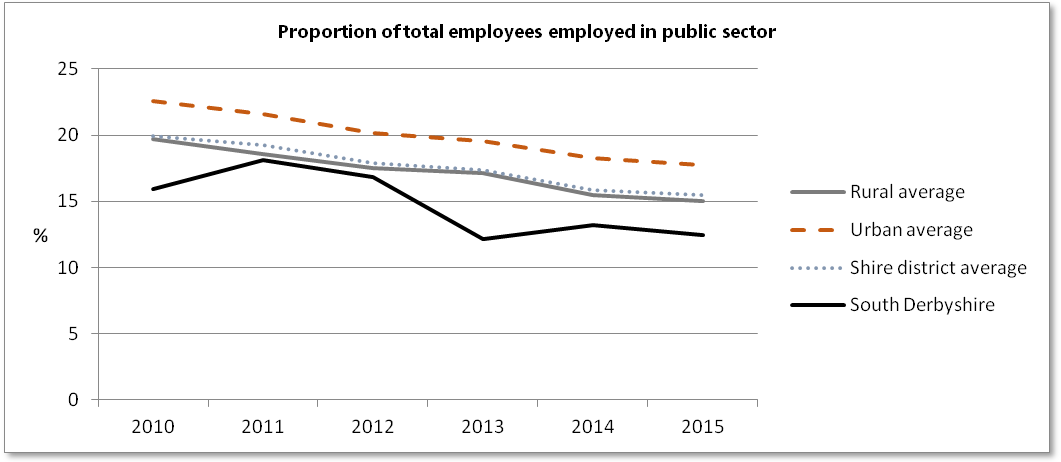 Proportion of total employees employed in public sector
25
20
15
%
10
5
0
2010 2011 2012 2013 2014 2015
Rural average
Urban average
Shire district average
South Derbyshire